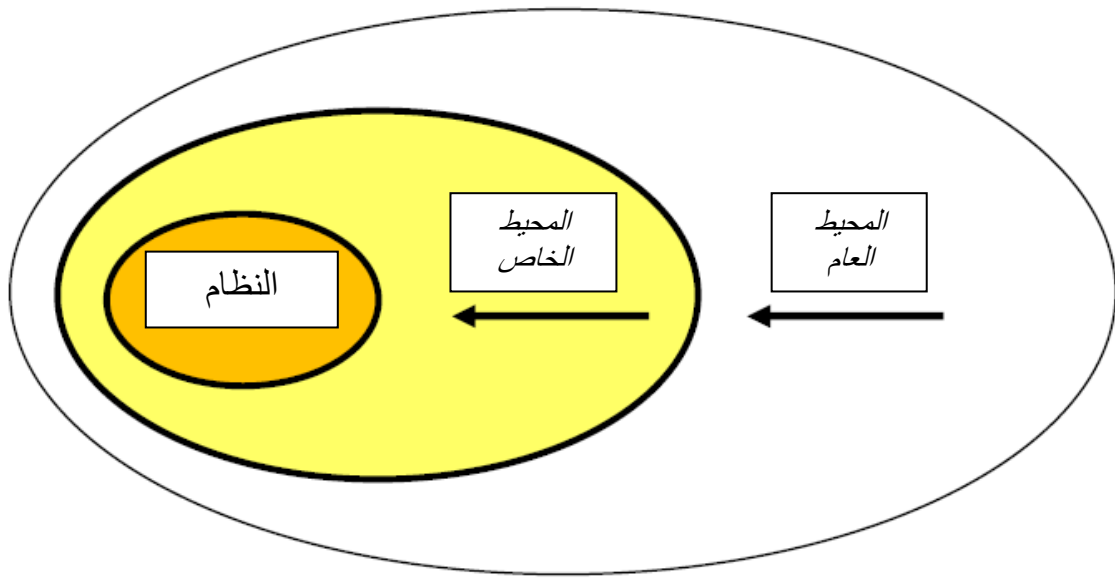 المحيط
العام
المحيط
الخاص
النظام